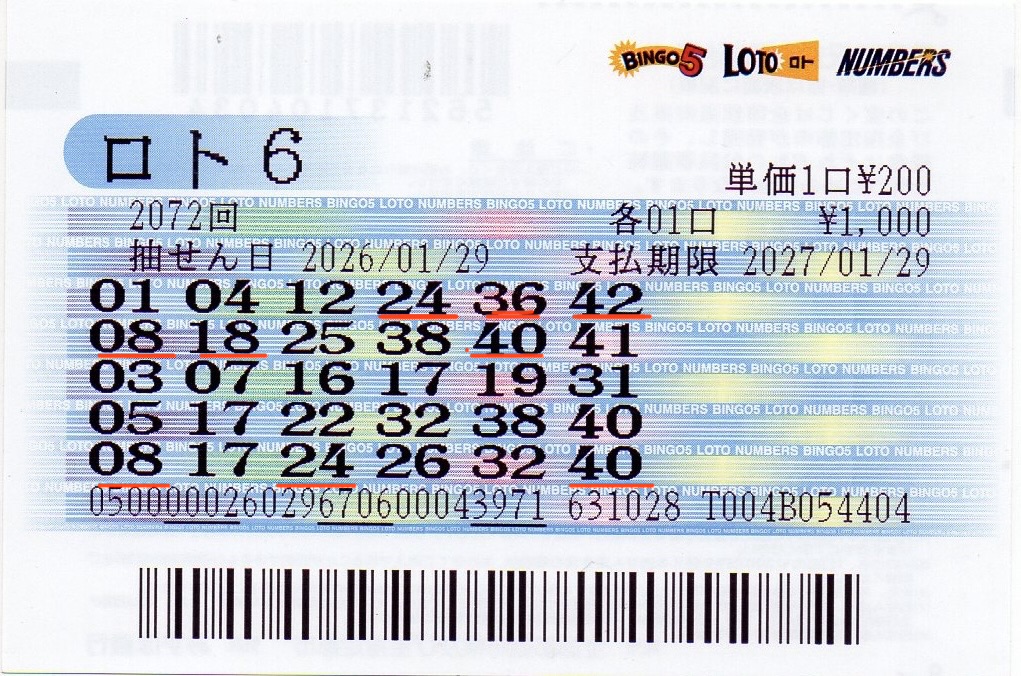 BINGO5 LOTO ロト NUMBERS
ロト6
単価1口¥200
2072回 各01口 ¥1,000
抽せん日 2026/01/29 支払期限 2027/01/29
01 04 12 24 36 42
08 18 25 38 40 41
03 07 16 17 19 31
05 17 22 32 38 40
08 17 24 26 32 40
050000026029670600043971 631028 T004B054404